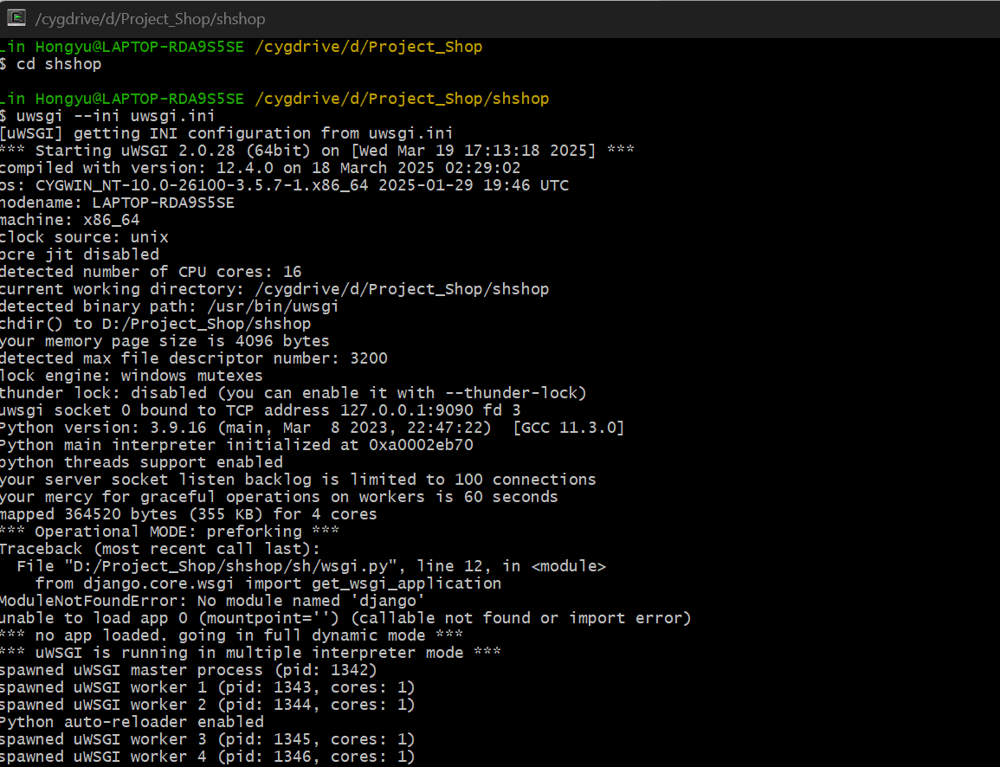 /cygdrive/d/Project_Shop/shshop
Lin Hongyu@LAPTOP-RDA9S5SE /cygdrive/d/Project_Shop
$ cd shshop
Lin Hongyu@LAPTOP-RDA9S5SE /cygdrive/d/Project_Shop/shshop
$ uwsgi --ini uwsgi.ini
[uWSGI] getting INI configuration from uwsgi.ini
*** Starting uWSGI 2.0.28 (64bit) on [Wed Mar 19 17:13:18 2025] ***
compiled with version: 12.4.0 on 18 March 2025 02:29:02
os: CYGWIN_NT-10.0-26100-3.5.7-1.x86_64 2025-01-29 19:46 UTC
nodename: LAPTOP-RDA9S5SE
machine: x86_64
clock source: unix
pcre jit disabled
detected number of CPU cores: 16
current working directory: /cygdrive/d/Project_Shop/shshop
detected binary path: /usr/bin/uwsgi
chdir() to D:/Project_Shop/shshop
your memory page size is 4096 bytes
detected max file descriptor number: 3200
lock engine: windows mutexes
thunder lock: disabled (you can enable it with --thunder-lock)
uwsgi socket 0 bound to TCP address 127.0.0.1:9090 fd 3
Python version: 3.9.16 (main, Mar  8 2023, 22:47:22)  [GCC 11.3.0]
Python main interpreter initialized at 0xa0002eb70
python threads support enabled
your server socket listen backlog is limited to 100 connections
your mercy for graceful operations on workers is 60 seconds
mapped 364520 bytes (355 KB) for 4 cores
*** Operational MODE: preforking ***
Traceback (most recent call last):
  File "D:/Project_Shop/shshop/sh/wsgi.py", line 12, in <module>
    from django.core.wsgi import get_wsgi_application
ModuleNotFoundError: No module named 'django'
unable to load app 0 (mountpoint='') (callable not found or import error)
*** no app loaded. going in full dynamic mode ***
*** uWSGI is running in multiple interpreter mode ***
spawned uWSGI master process (pid: 1342)
spawned uWSGI worker 1 (pid: 1343, cores: 1)
spawned uWSGI worker 2 (pid: 1344, cores: 1)
Python auto-reloader enabled
spawned uWSGI worker 3 (pid: 1345, cores: 1)
spawned uWSGI worker 4 (pid: 1346, cores: 1)